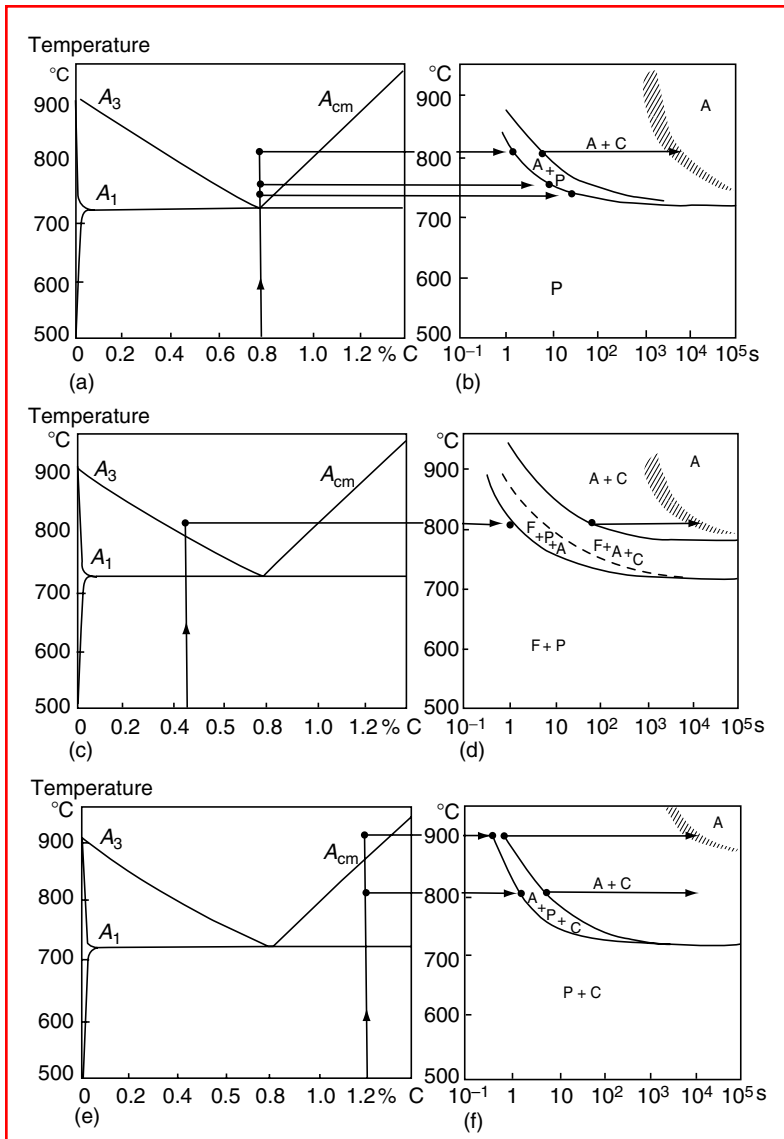 Temperature
°C
A3
Acm
900
800
A1
700
600
500
0 0.2 0.4 0.6 0.8 1.0 1.2 % C
(a)
900
A
A + C
800
A + P
700
600
P
500
10⁻¹ 1 10 10² 10³ 10⁴ 10⁵ s
(b)
Temperature
°C
900
A3
Acm
800
A1
700
600
500
0 0.2 0.4 0.6 0.8 1.0 1.2 % C
(c)
°C
900
A
A + C
800
F + P + A
F + A + C
700
600
F + P
500
10⁻¹ 1 10 10² 10³ 10⁴ 10⁵ s
(d)
Temperature
°C
900
A3
Acm
800
A1
700
600
500
0 0.2 0.4 0.6 0.8 1.0 1.2 % C
(e)
°C
900
A
A + C
800
A + P + C
700
P + C
600
500
10⁻¹ 1 10 10² 10³ 10⁴ 10⁵ s
(f)